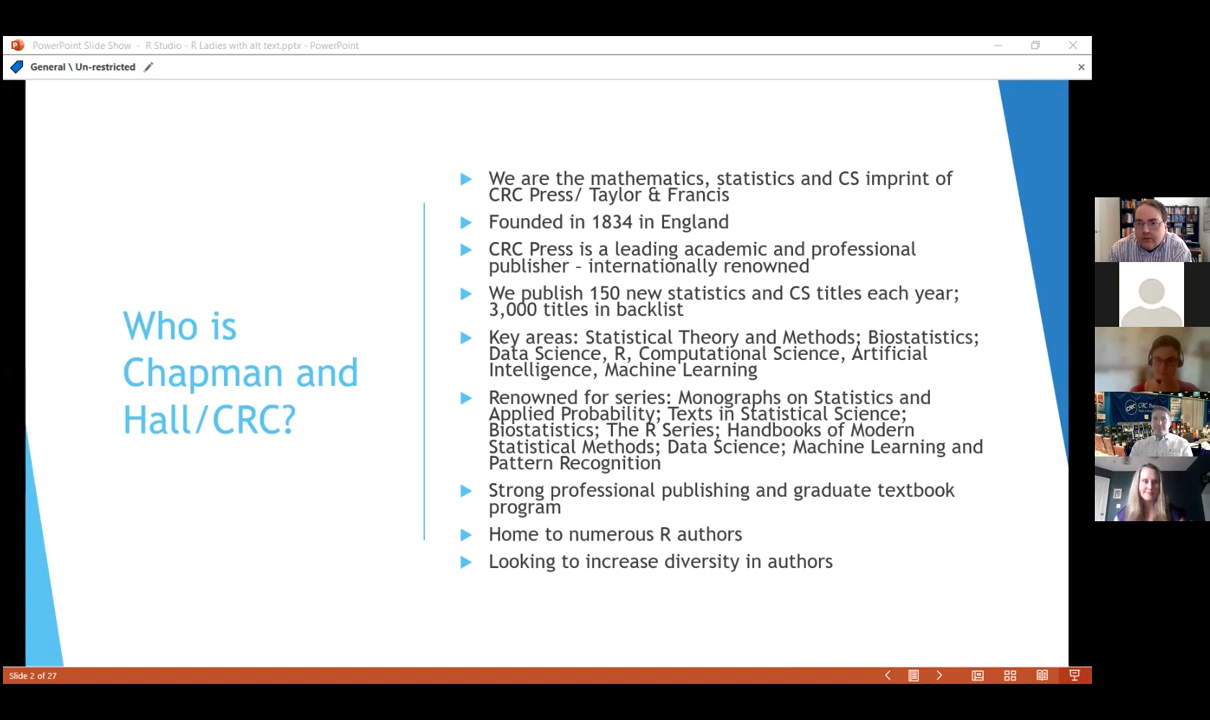 PowerPoint Slide Show - R Studio - R Ladies with alt text.pptx - PowerPoint
General \ Un-restricted
Who is
Chapman and
Hall/CRC?
We are the mathematics, statistics and CS imprint of
CRC Press/ Taylor & Francis
Founded in 1834 in England
CRC Press is a leading academic and professional
publisher – internationally renowned
We publish 150 new statistics and CS titles each year;
3,000 titles in backlist
Key areas: Statistical Theory and Methods; Biostatistics;
Data Science, R, Computational Science, Artificial
Intelligence, Machine Learning
Renowned for series: Monographs on Statistics and
Applied Probability; Texts in Statistical Science;
Biostatistics; The R Series; Handbooks of Modern
Statistical Methods; Data Science; Machine Learning and
Pattern Recognition
Strong professional publishing and graduate textbook
program
Home to numerous R authors
Looking to increase diversity in authors
CRC
Slide 2 of 27